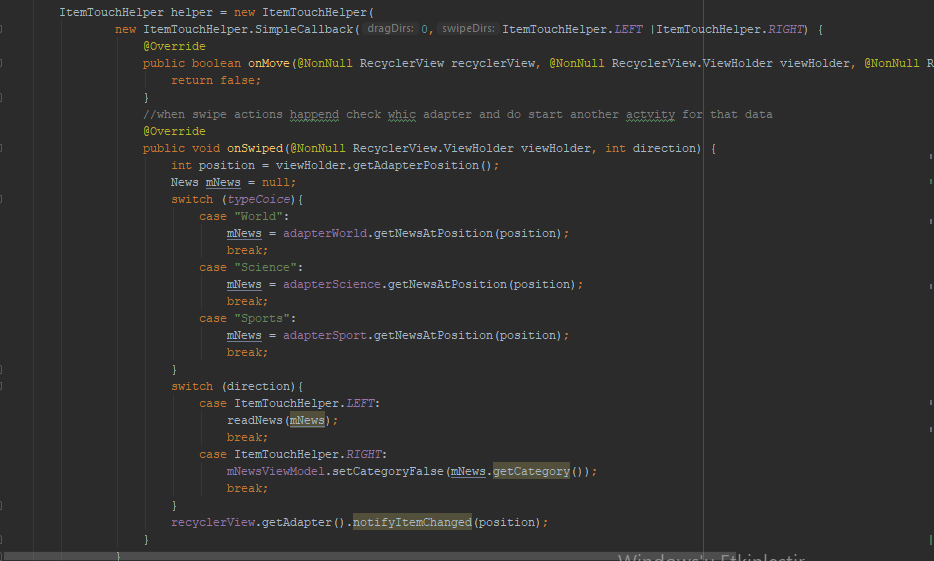 ItemTouchHelper helper = new ItemTouchHelper(
new ItemTouchHelper.SimpleCallback( dragDirs: 0, swipeDirs: ItemTouchHelper.LEFT |ItemTouchHelper.RIGHT) {
@Override
public boolean onMove(@NonNull RecyclerView recyclerView, @NonNull RecyclerView.ViewHolder viewHolder, @NonNull R
return false;
}
//when swipe actions happend check whic adapter and do start another actvity for that data
@Override
public void onSwiped(@NonNull RecyclerView.ViewHolder viewHolder, int direction) {
int position = viewHolder.getAdapterPosition();
News mNews = null;
switch (typeCoice){
case "World":
mNews = adapterWorld.getNewsAtPosition(position);
break;
case "Science":
mNews = adapterScience.getNewsAtPosition(position);
break;
case "Sports":
mNews = adapterSport.getNewsAtPosition(position);
break;
}
switch (direction){
case ItemTouchHelper.LEFT:
readNews(mNews);
break;
case ItemTouchHelper.RIGHT:
mNewsViewModel.setCategoryFalse(mNews.getCategory());
break;
}
recyclerView.getAdapter().notifyItemChanged(position);
}
}
Windows'u Etkinleştir